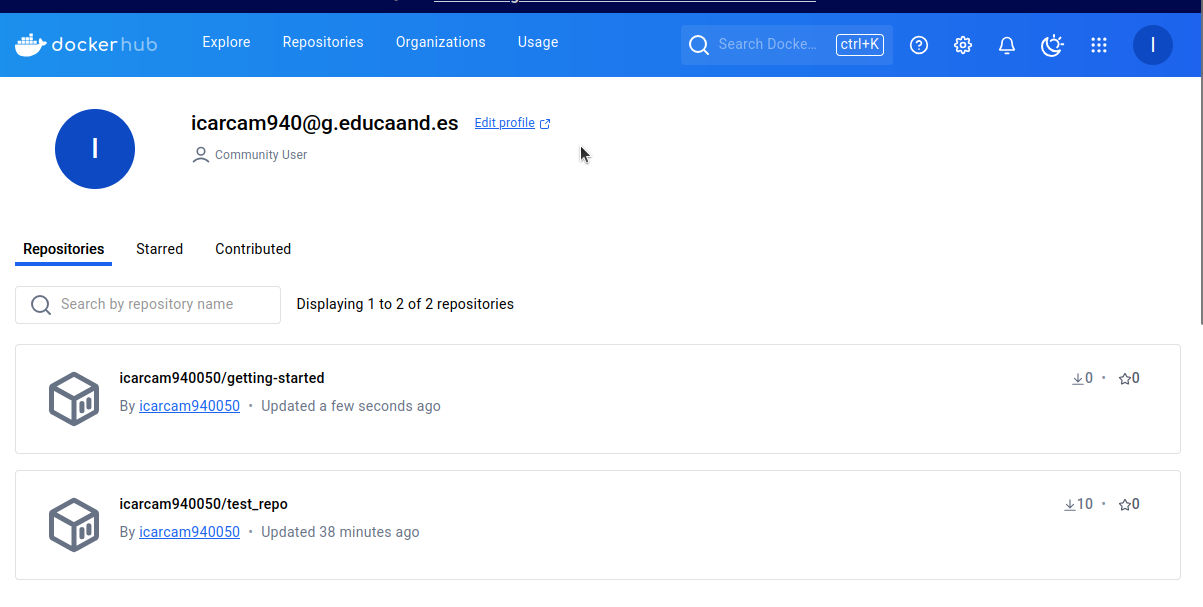 dockerhub Explore Repositories Organizations Usage Search Docke... ctrl+K I
I
icarcam940@g.educaand.es Edit profile
Community User
Repositories Starred Contributed
Search by repository name Displaying 1 to 2 of 2 repositories
icarcam940050/getting-started 0 • 0
By icarcam940050 • Updated a few seconds ago
icarcam940050/test_repo 10 • 0
By icarcam940050 • Updated 38 minutes ago